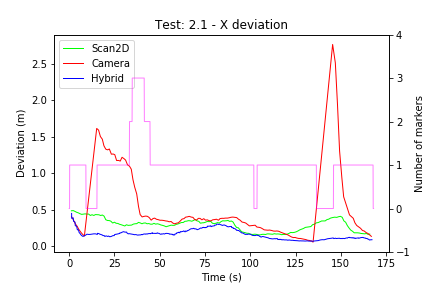 Test: 2.1 - X deviation
Scan2D
Camera
Hybrid
Deviation (m)
2.5
2.0
1.5
1.0
0.5
0.0
Number of markers
4
3
2
1
0
−1
0 25 50 75 100 125 150 175
Time (s)